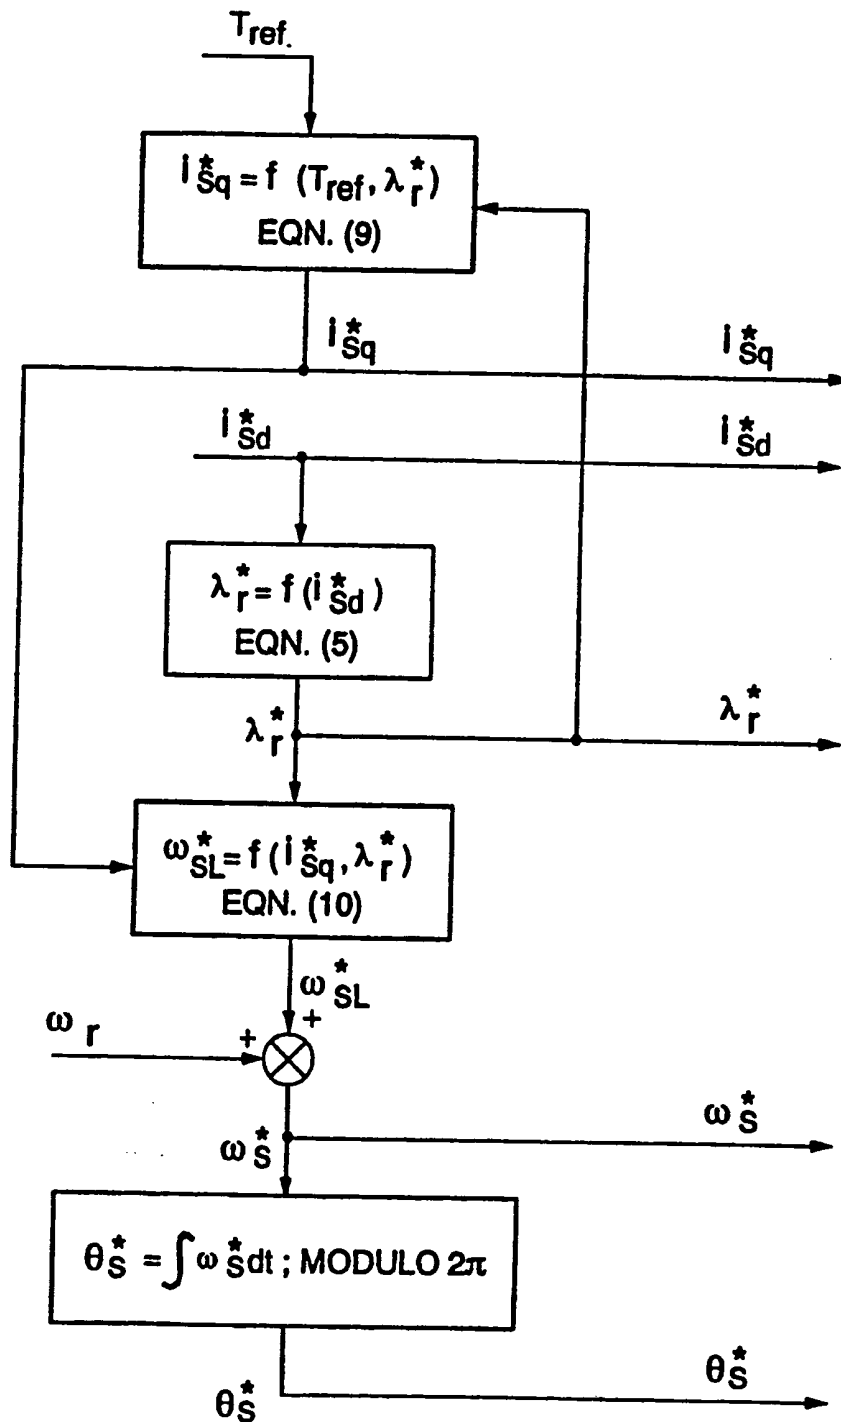 T_ref.
i*_Sq = f (T_ref, λ*_r)
EQN. (9)
i*_Sq
i*_Sq
i*_Sd
i*_Sd
λ*_r = f (i*_Sd)
EQN. (5)
λ*_r
λ*_r
ω*_SL = f (i*_Sq, λ*_r)
EQN. (10)
ω*_SL
+
ω_r
+
ω*_S
ω*_S
θ*_S = ∫ω*_S dt ; MODULO 2π
θ*_S
θ*_S